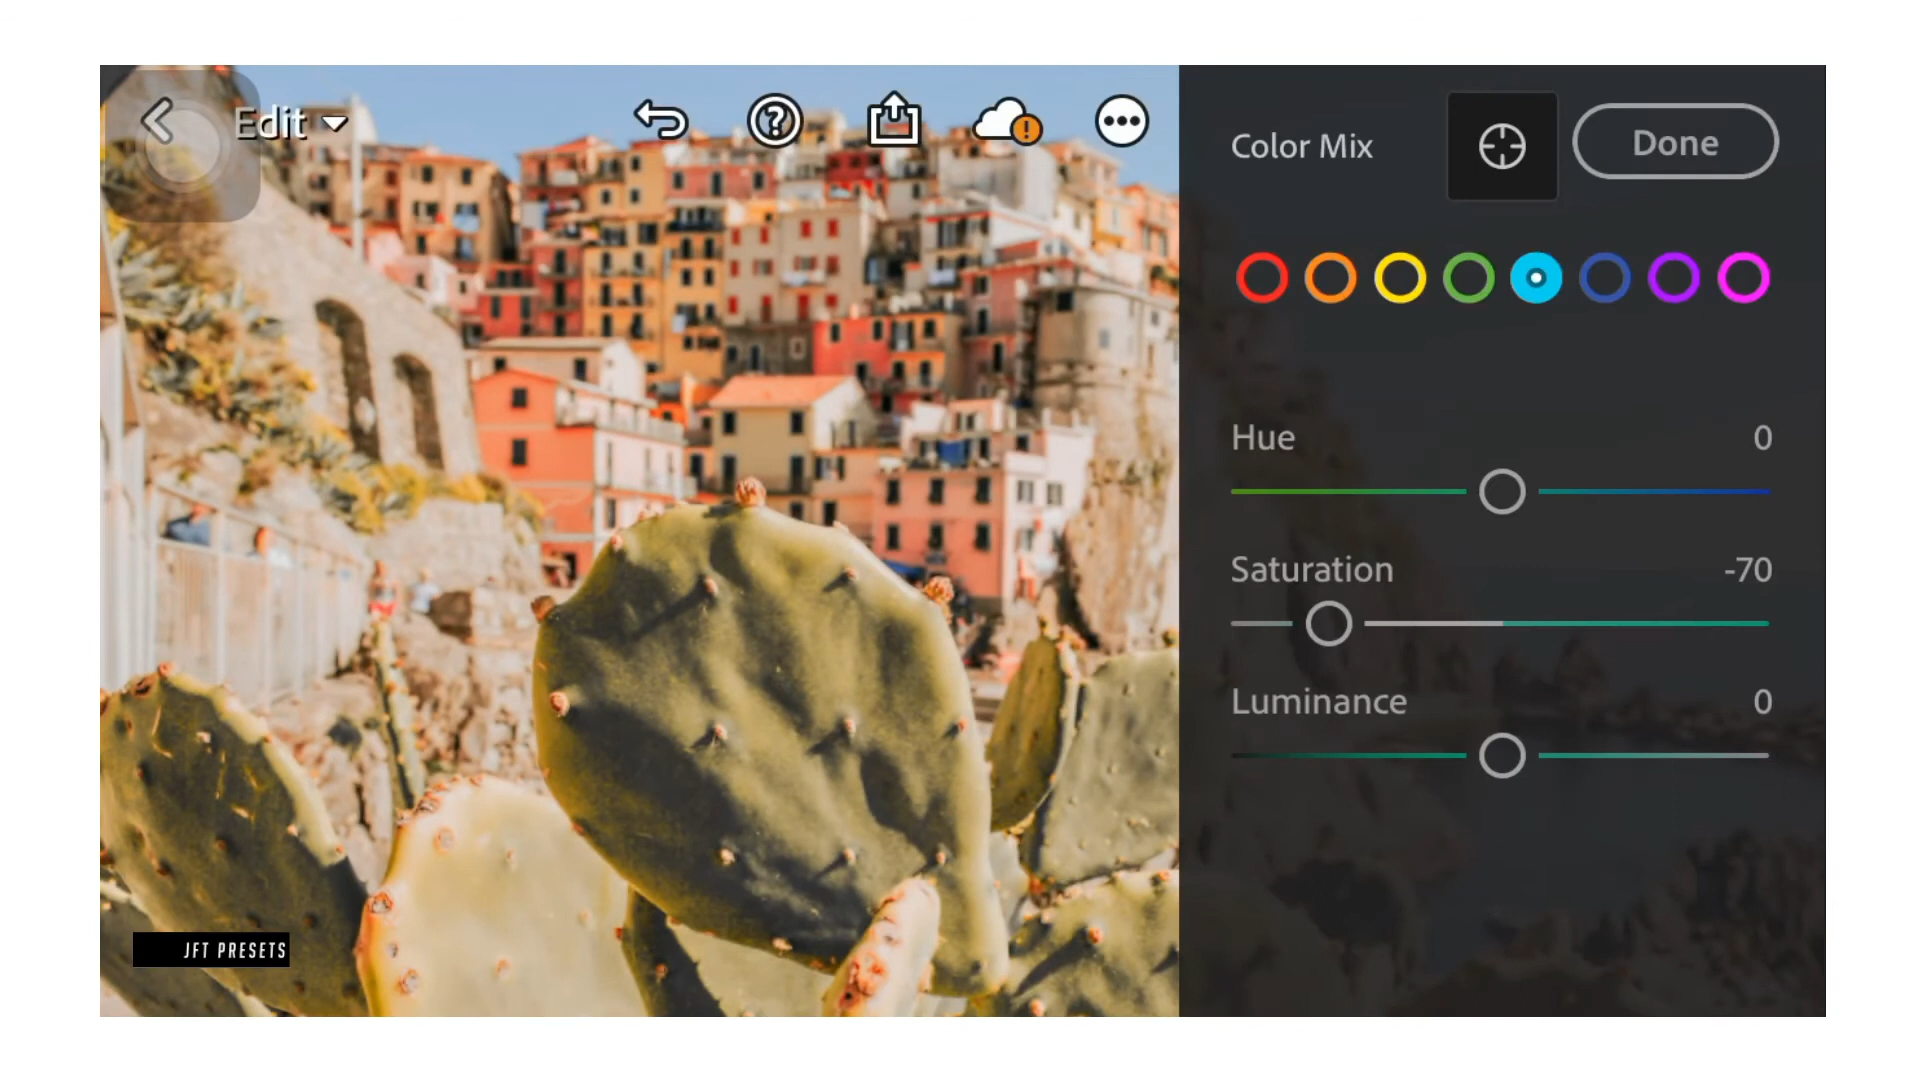 Edit
Color Mix
Done
Hue 0
Saturation -70
Luminance 0
JFT PRESETS